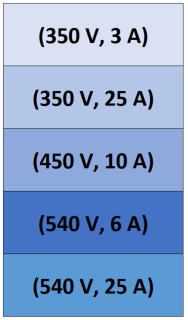 (350 V, 3 A)
(350 V, 25 A)
(450 V, 10 A)
(540 V, 6 A)
(540 V, 25 A)